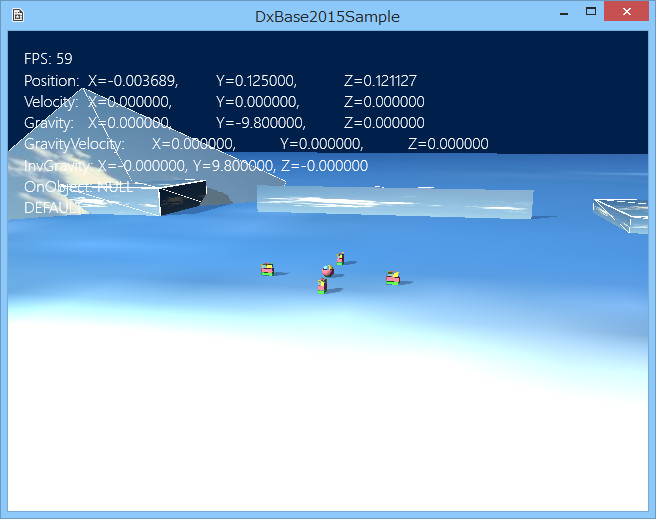 DxBase2015Sample
FPS: 59
Position: X=-0.003689, Y=0.125000, Z=0.121127
Velocity: X=0.000000, Y=0.000000, Z=0.000000
Gravity: X=0.000000, Y=-9.800000, Z=0.000000
GravityVelocity: X=0.000000, Y=0.000000, Z=0.000000
InvGravity: X=-0.000000, Y=9.800000, Z=-0.000000
OnObject: NULL
DEFAULT